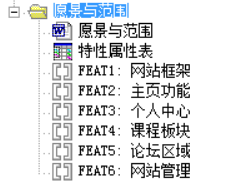 愿景与范围
愿景与范围
特性属性表
FEAT1: 网站框架
FEAT2: 主页功能
FEAT3: 个人中心
FEAT4: 课程板块
FEAT5: 论坛区域
FEAT6: 网站管理